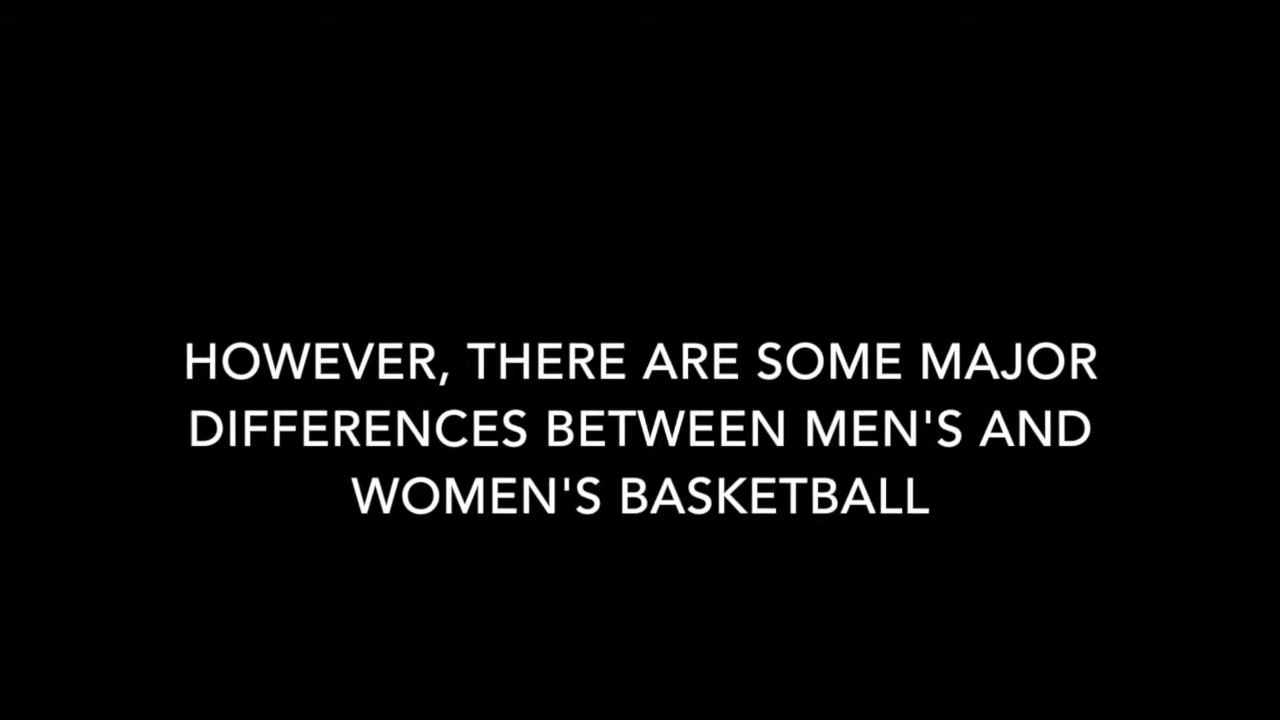 HOWEVER, THERE ARE SOME MAJOR
DIFFERENCES BETWEEN MEN'S AND
WOMEN'S BASKETBALL